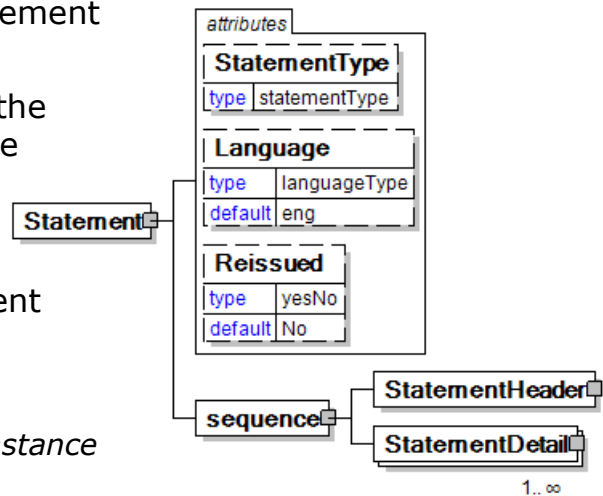 ement
the
e
ent
stance
attributes
StatementType
type statementType
Language
type languageType
default eng
Reissued
type yesNo
default No
Statement
sequence
StatementHeader
StatementDetail
1.. ∞